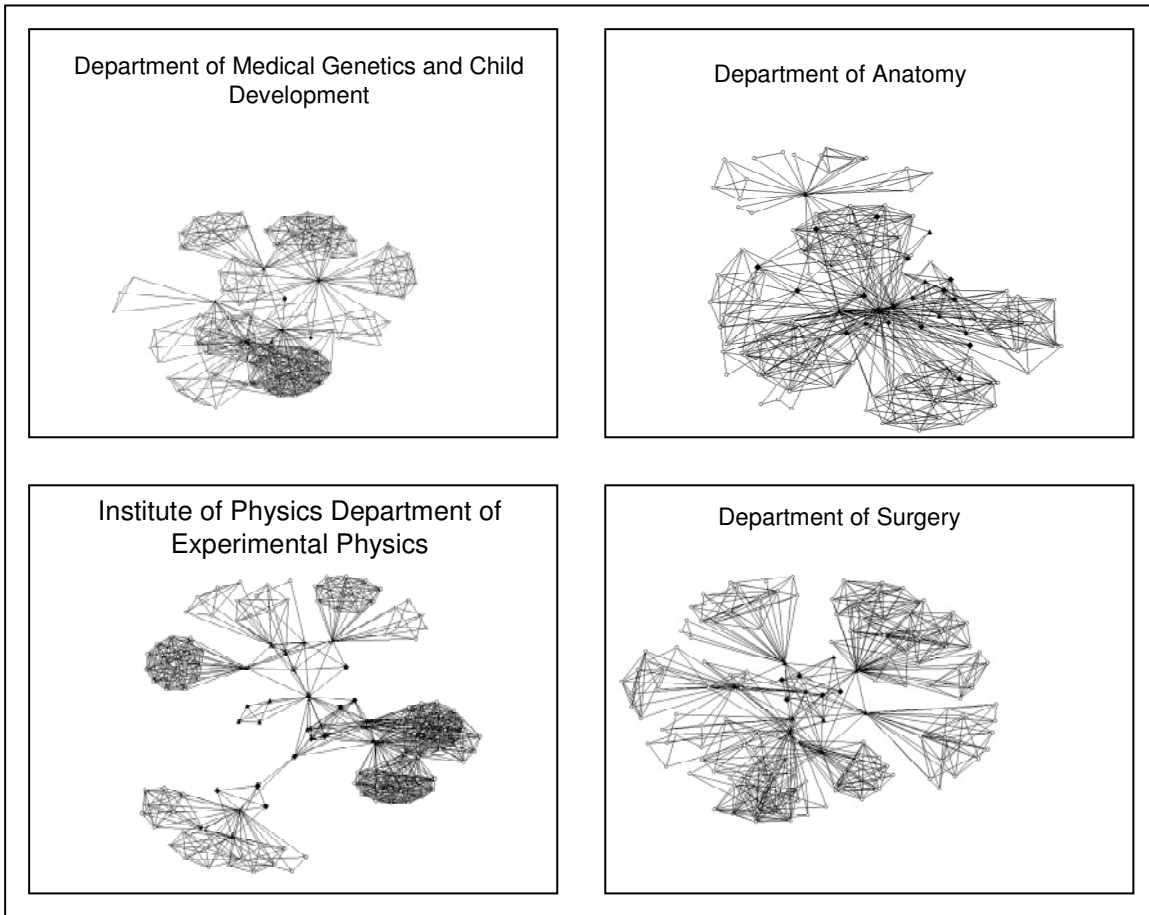 Department of Medical Genetics and Child
Development
Department of Anatomy
Institute of Physics Department of
Experimental Physics
Department of Surgery